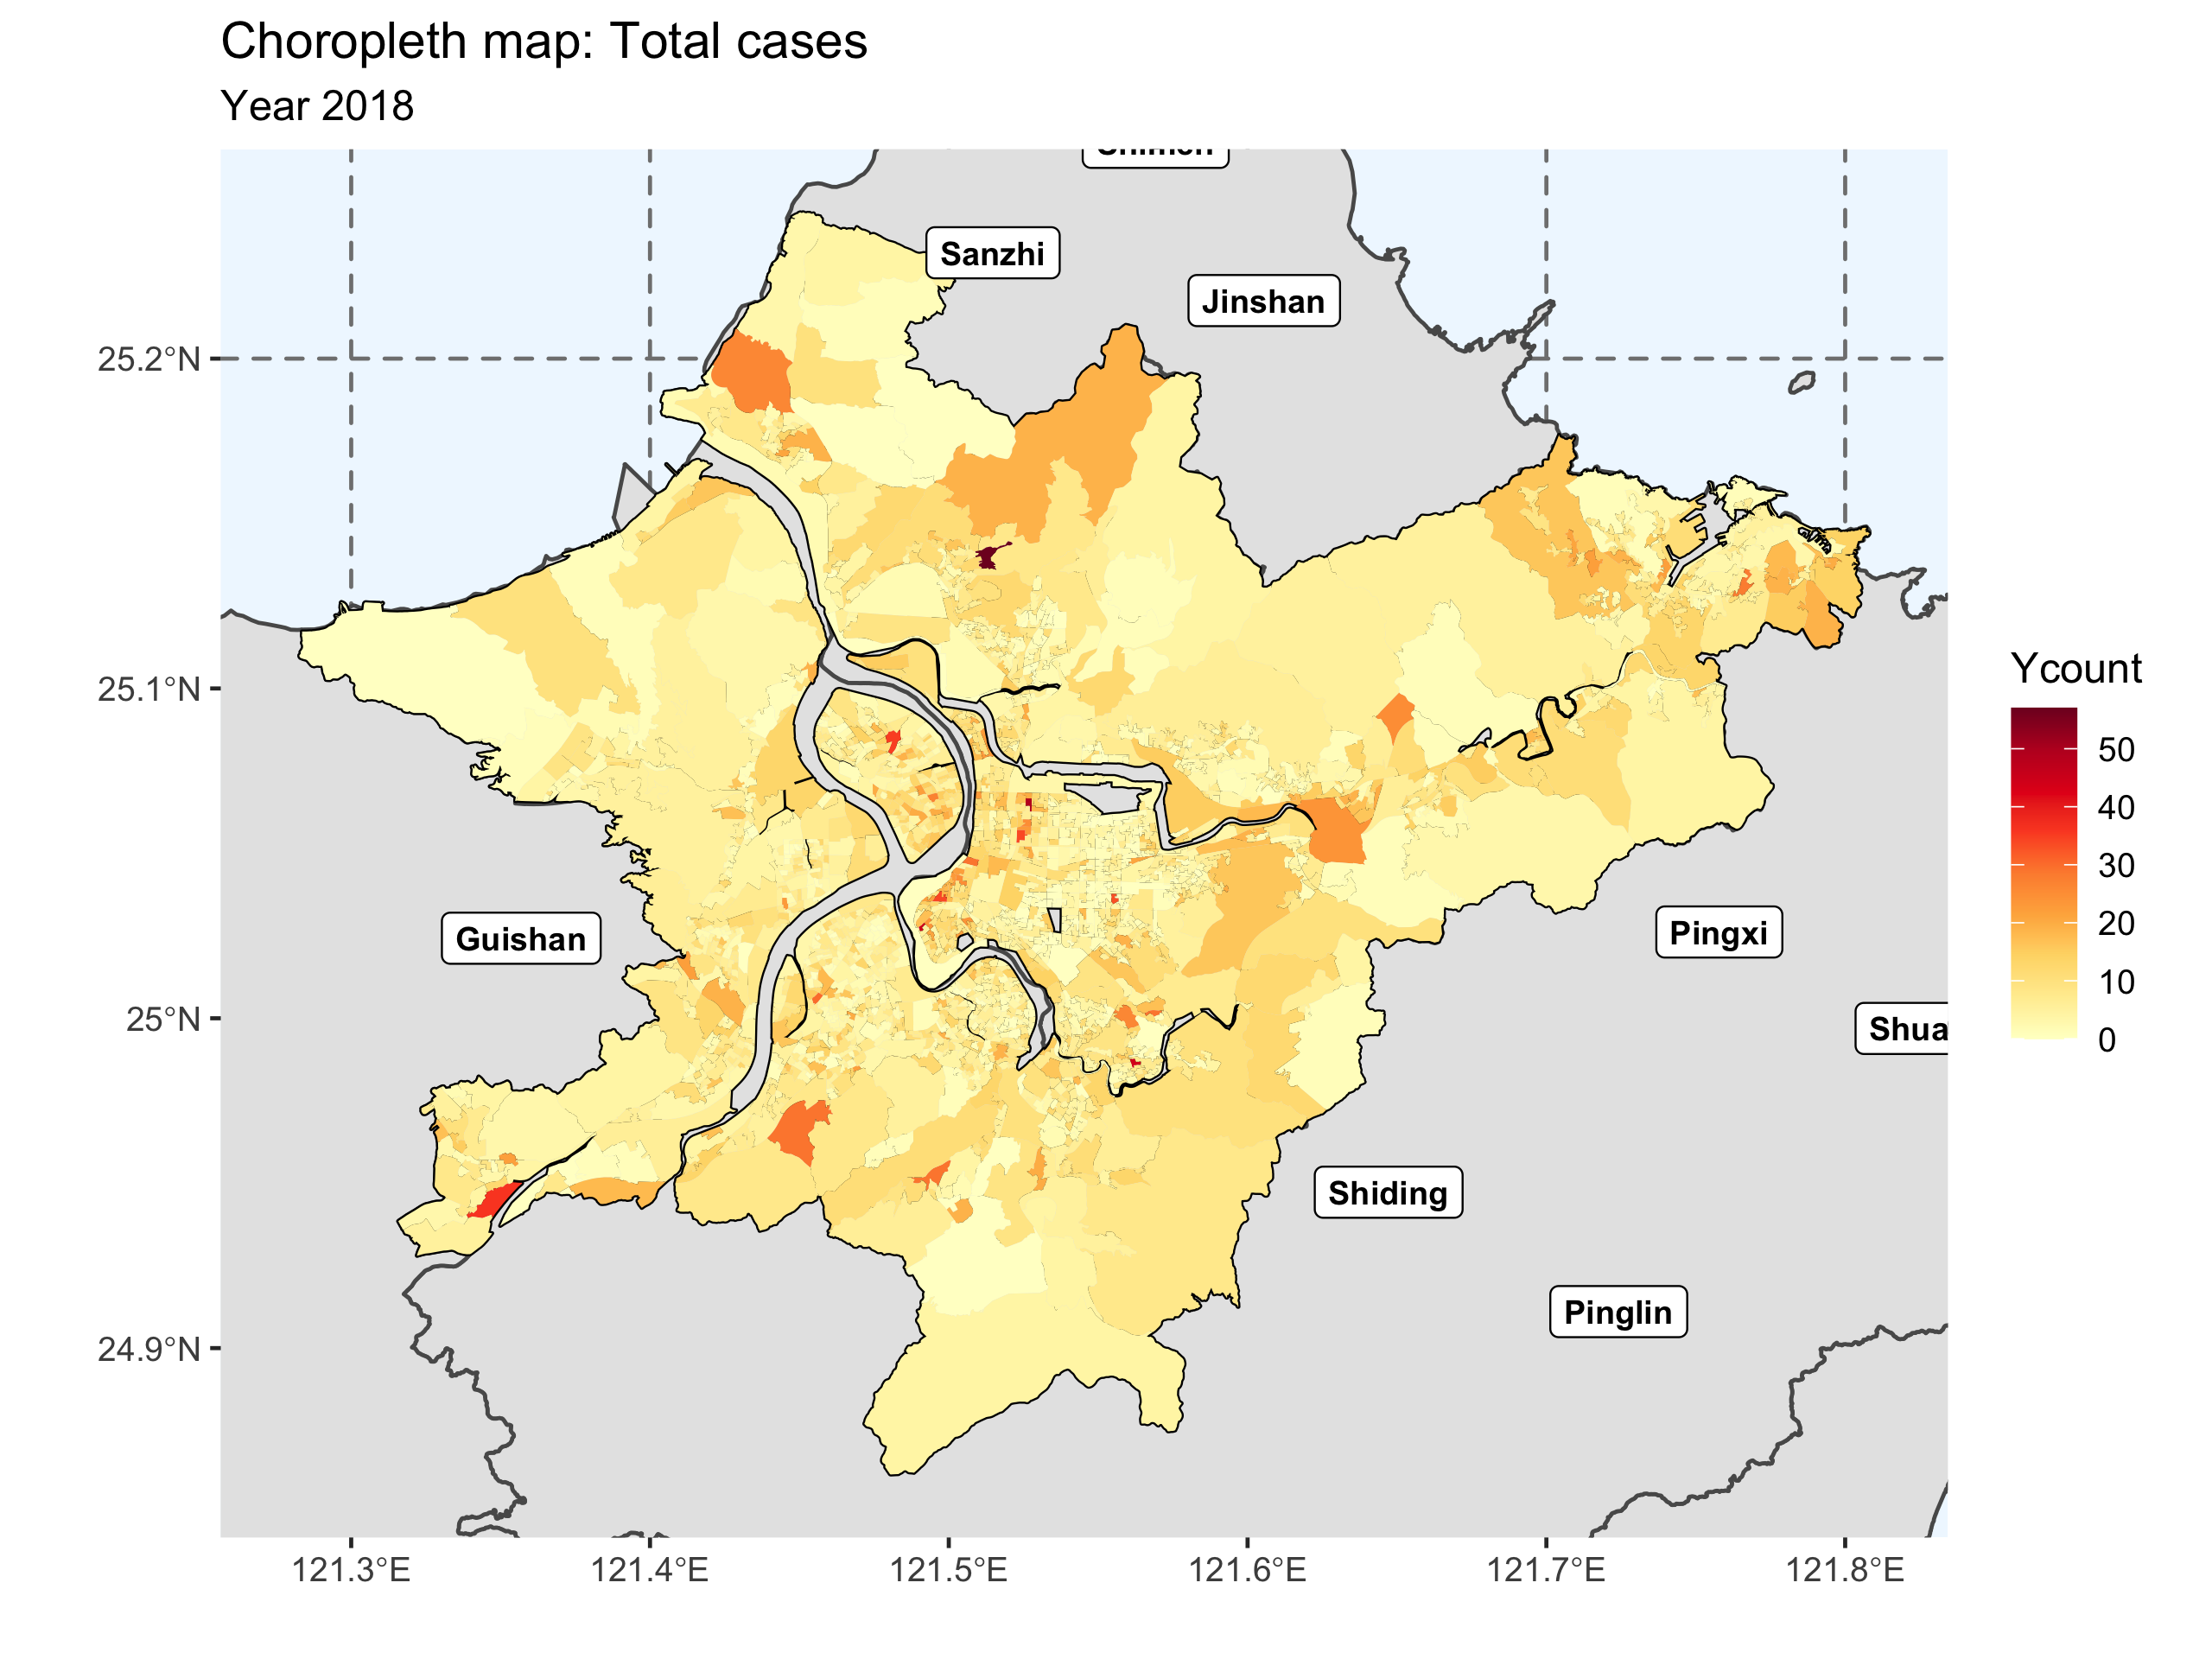 Choropleth map: Total cases
Year 2018
Sanzhi
Jinshan
25.2°N
25.1°N
Ycount
50
40
30
20
10
0
Guishan
Pingxi
25°N
Shua
Shiding
Pinglin
24.9°N
121.3°E 121.4°E 121.5°E 121.6°E 121.7°E 121.8°E